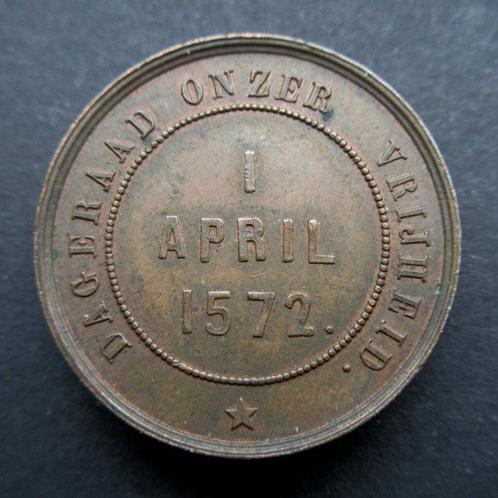 DAGERAAD ONZER VRIJHEID.
1
APRIL
1572.